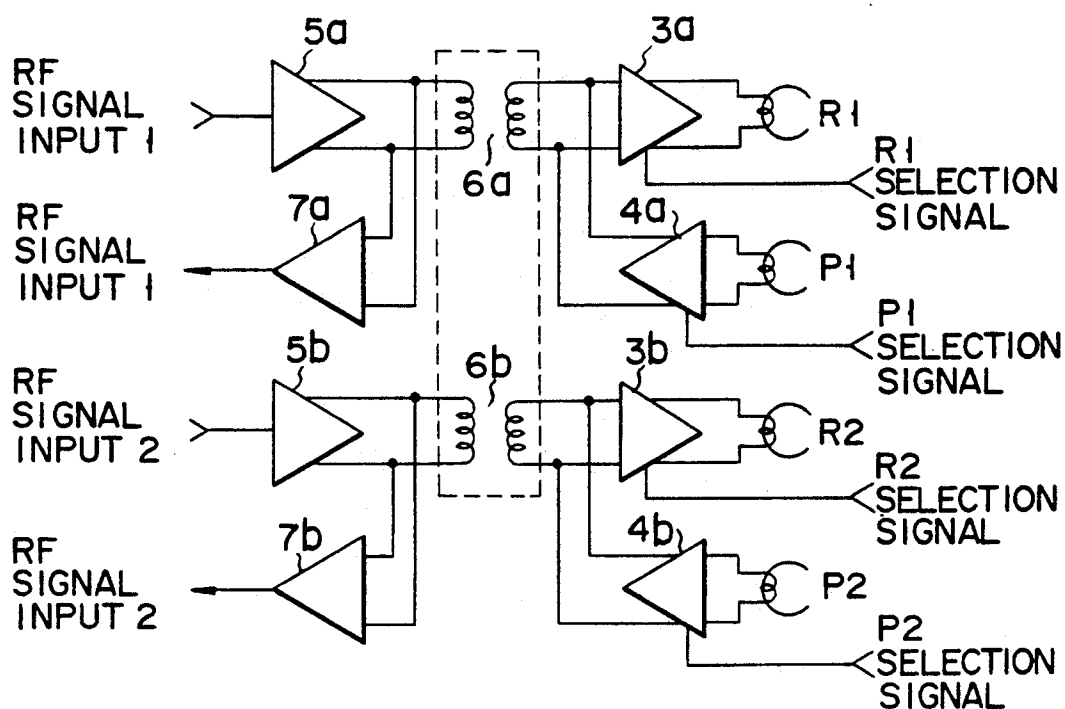 5a
3a
RF
SIGNAL
INPUT 1
R1
6a
R1
SELECTION
SIGNAL
7a
4a
RF
SIGNAL
INPUT 1
P1
P1
SELECTION
SIGNAL
5b
6b
3b
RF
SIGNAL
INPUT 2
R2
R2
SELECTION
SIGNAL
7b
4b
RF
SIGNAL
INPUT 2
P2
P2
SELECTION
SIGNAL